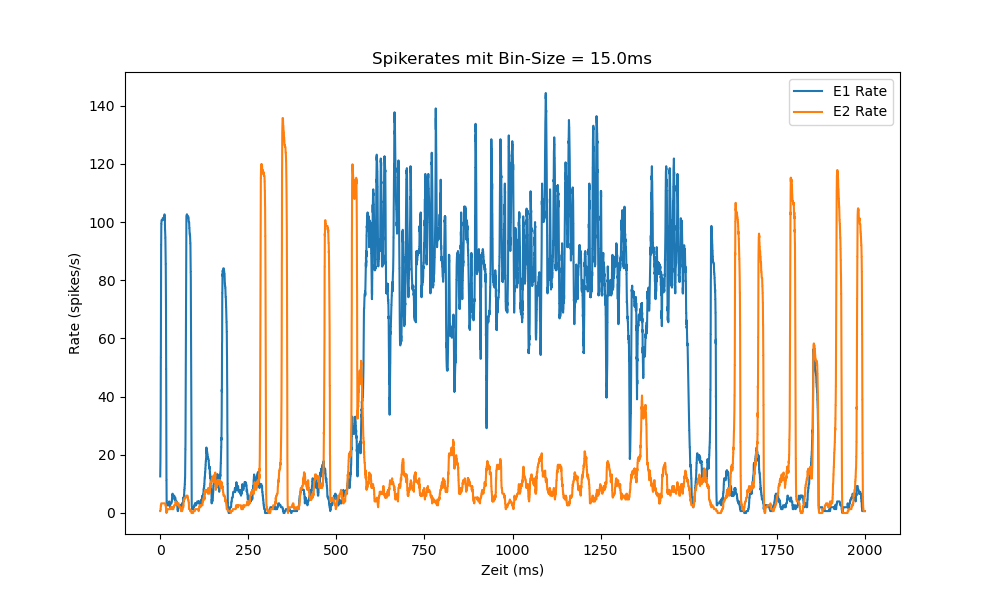 Spikerates mit Bin-Size = 15.0ms
E1 Rate
E2 Rate
Rate (spikes/s)
140
120
100
80
60
40
20
0
0 250 500 750 1000 1250 1500 1750 2000
Zeit (ms)